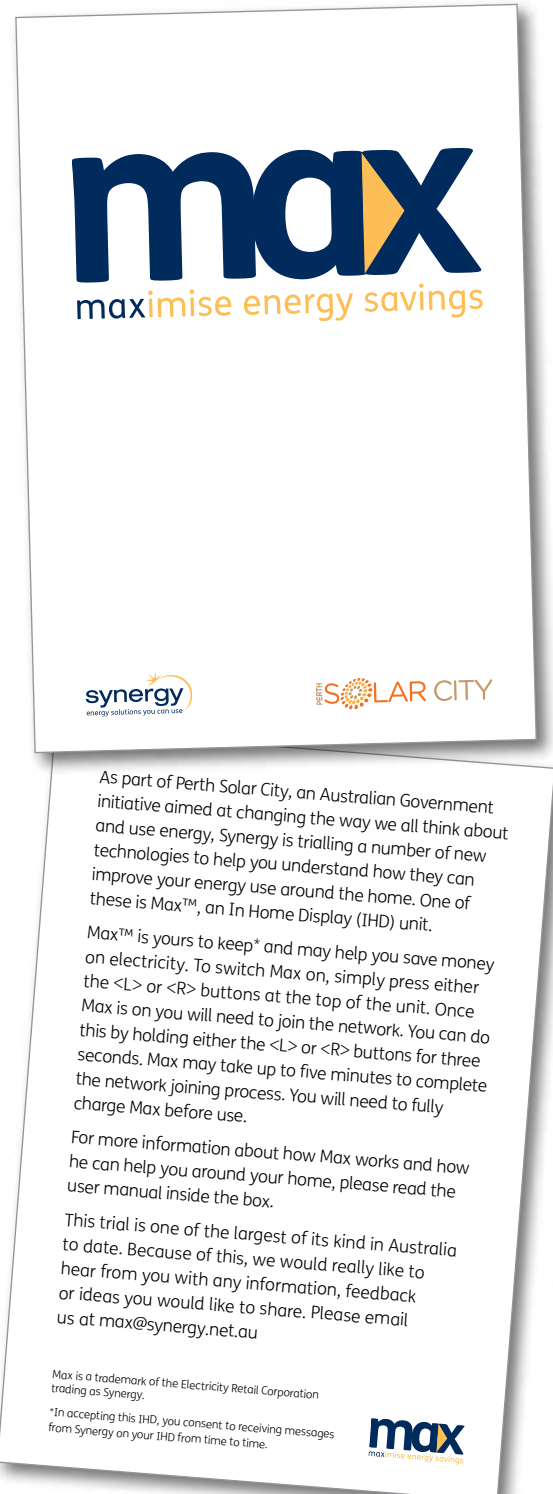 max
maximise energy savings
synergy
energy solutions you can use
PERTH SOLAR CITY
As part of Perth Solar City, an Australian Government
initiative aimed at changing the way we all think about
and use energy, Synergy is trialling a number of new
technologies to help you understand how they can
improve your energy use around the home. One of
these is Max™, an In Home Display (IHD) unit.
Max™ is yours to keep* and may help you save money
on electricity. To switch Max on, simply press either
the <L> or <R> buttons at the top of the unit. Once
Max is on you will need to join the network. You can do
this by holding either the <L> or <R> buttons for three
seconds. Max may take up to five minutes to complete
the network joining process. You will need to fully
charge Max before use.
For more information about how Max works and how
he can help you around your home, please read the
user manual inside the box.
This trial is one of the largest of its kind in Australia
to date. Because of this, we would really like to
hear from you with any information, feedback
or ideas you would like to share. Please email
us at max@synergy.net.au
Max is a trademark of the Electricity Retail Corporation
trading as Synergy.
*In accepting this IHD, you consent to receiving messages
from Synergy on your IHD from time to time.
max
maximise energy savings